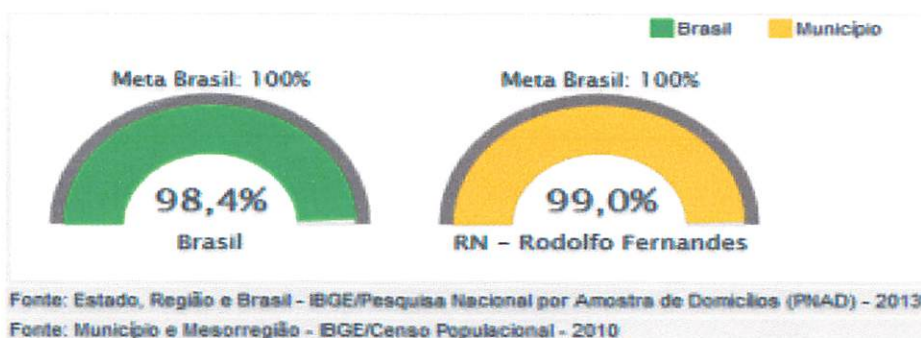 Brasil Município
Meta Brasil: 100% Meta Brasil: 100%
98,4% 99,0%
Brasil RN – Rodolfo Fernandes
Fonte: Estado, Região e Brasil - IBGE/Pesquisa Nacional por Amostra de Domicílios (PNAD) - 2013
Fonte: Município e Mesorregião - IBGE/Censo Populacional - 2010